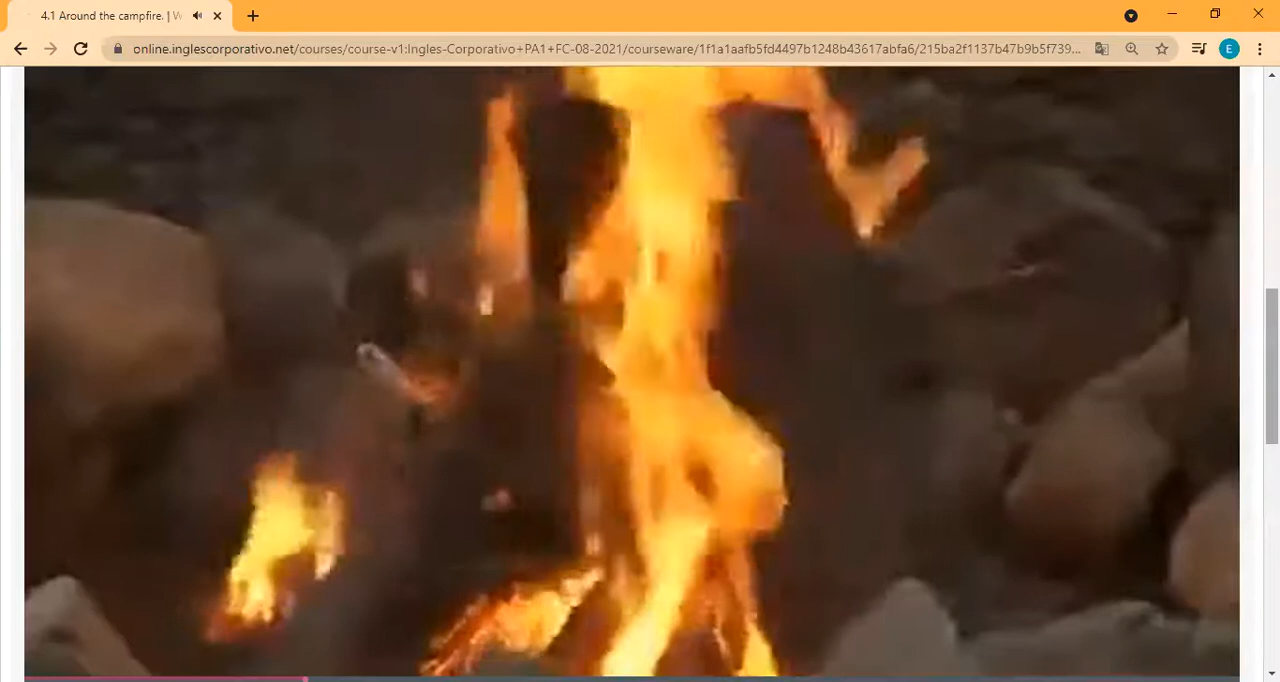 4.1 Around the campfire. | W
online.inglescorporativo.net/courses/course-v1:Ingles-Corporativo+PA1+FC-08-2021/courseware/1f1a1aafb5fd4497b1248b43617abfa6/215ba2f1137b47b9b5f739...
E